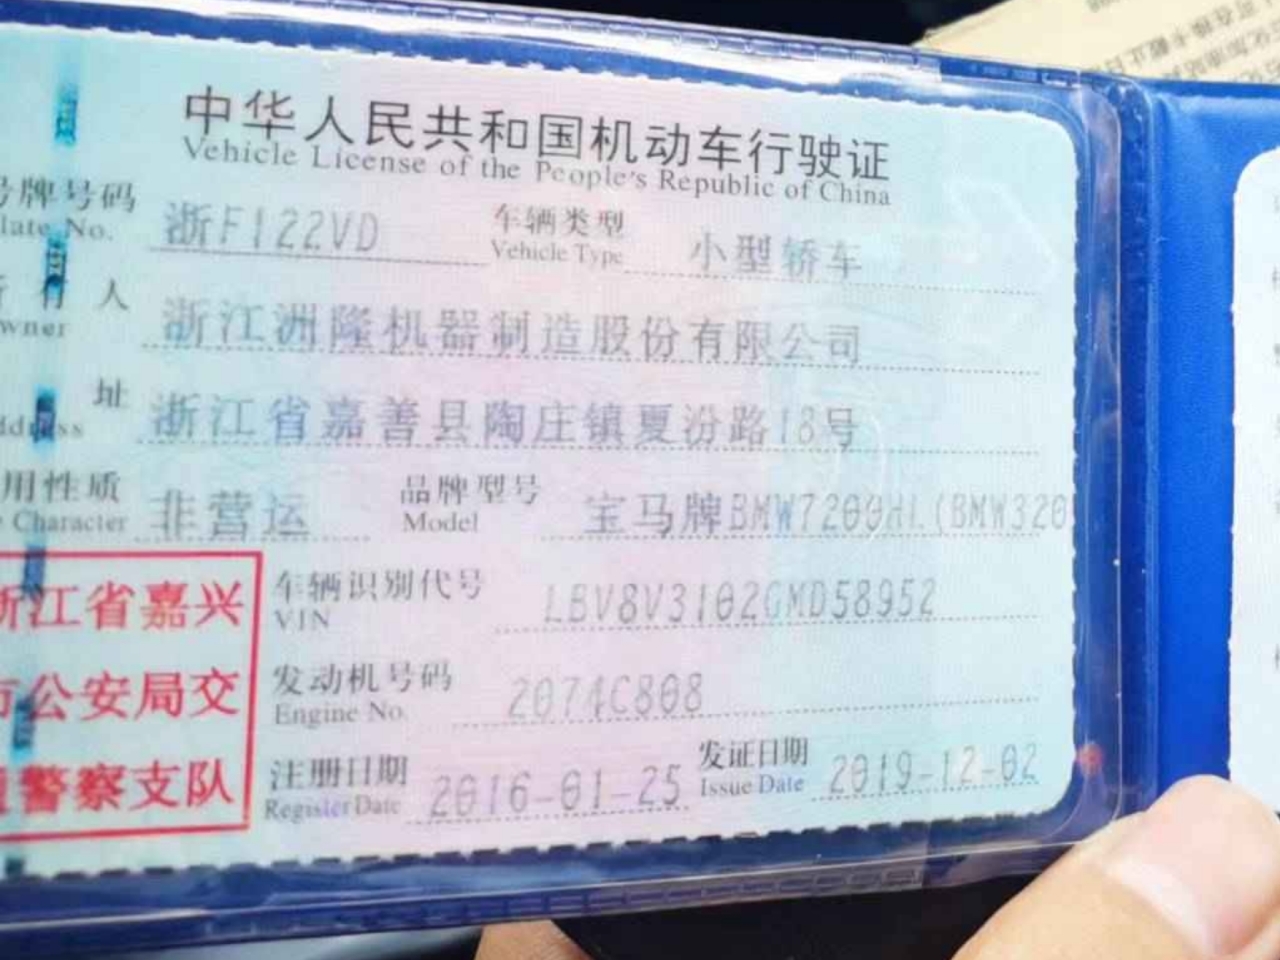 中华人民共和国机动车行驶证
Vehicle License of the People's Republic of China
号牌号码 浙F122VD 车辆类型 小型轿车
late No. Vehicle Type
所有人 浙江洲隆机器制造股份有限公司
wner
址 浙江省嘉善县陶庄镇夏汾路18号
ddress
用性质 非营运 品牌型号 宝马牌BMW7200HL(BMW320
Character Model
浙江省嘉兴
市公安局交
警察支队
车辆识别代号 LBV8V3102GMD58952
VIN
发动机号码 2074C808
Engine No.
注册日期 2016-01-25 发证日期 2019-12-02
Register Date Issue Date